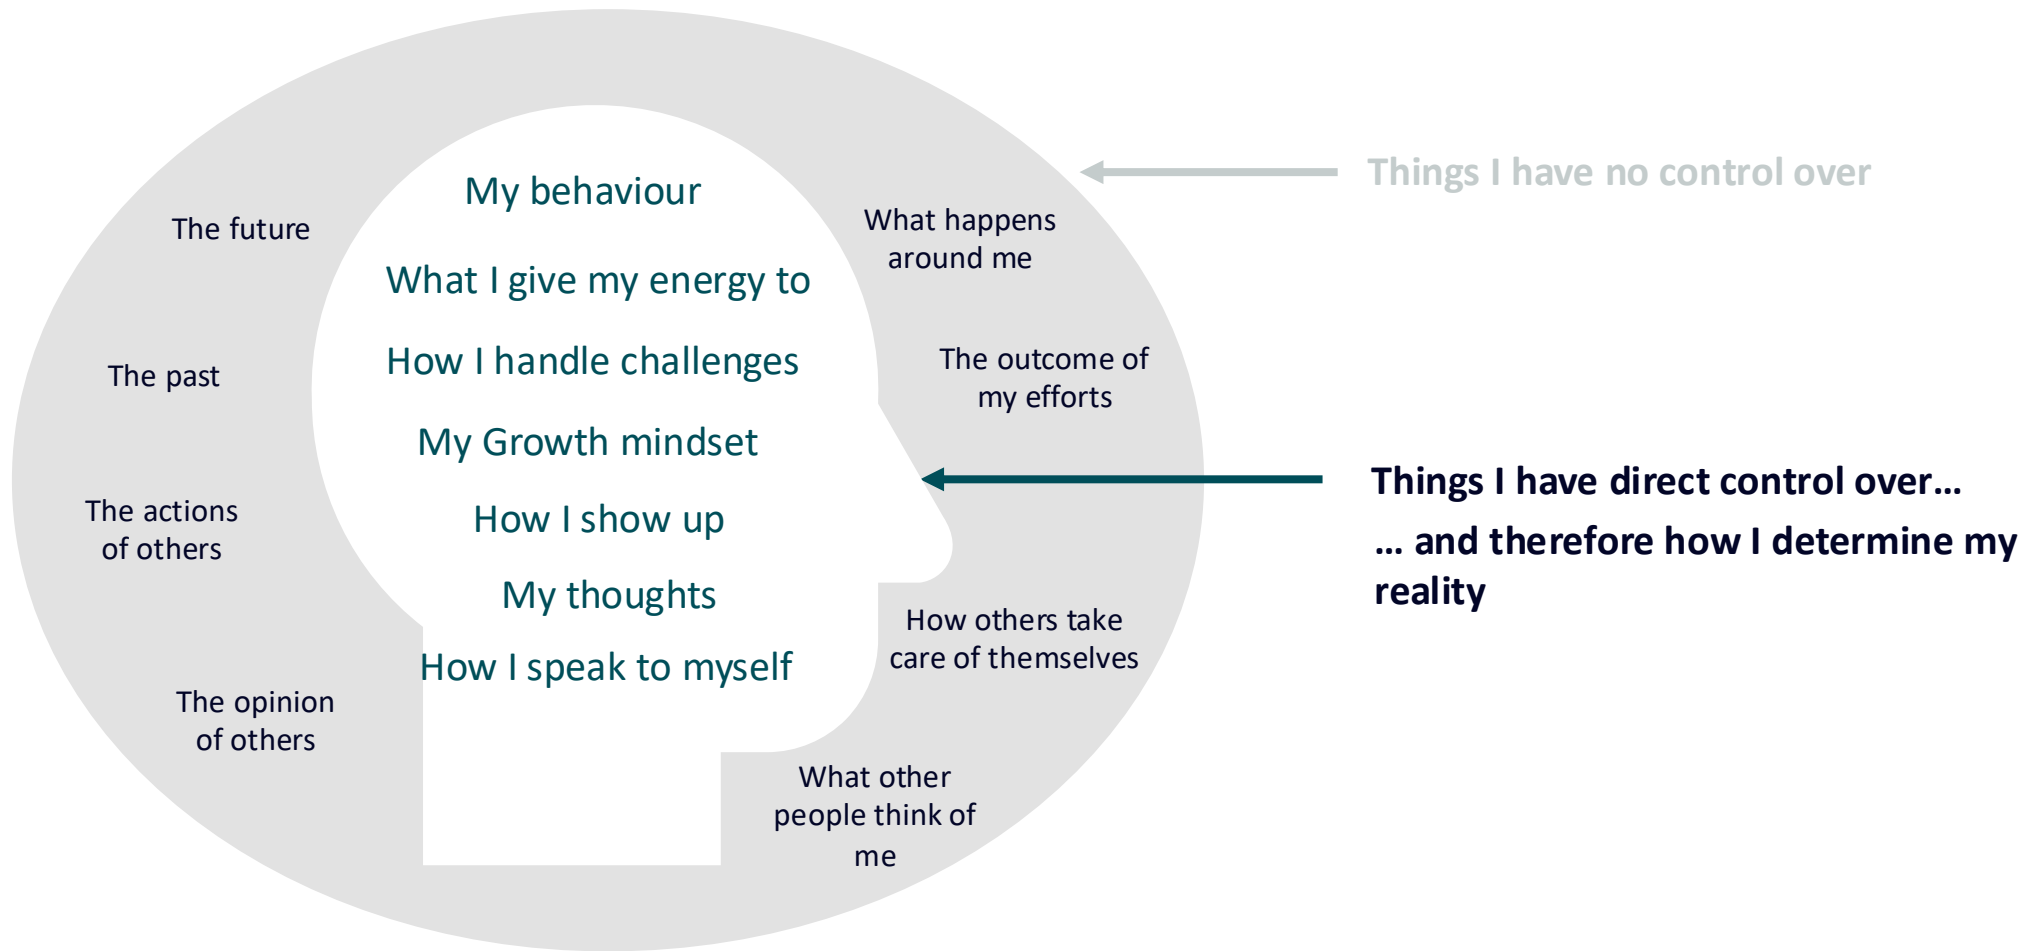 My behaviour
What I give my energy to
How I handle challenges
My Growth mindset
How I show up
My thoughts
How I speak to myself
The future
The past
The actions
of others
The opinion
of others
What happens
around me
The outcome of
my efforts
How others take
care of themselves
What other
people think of
me
Things I have no control over
Things I have direct control over…
… and therefore how I determine my
reality